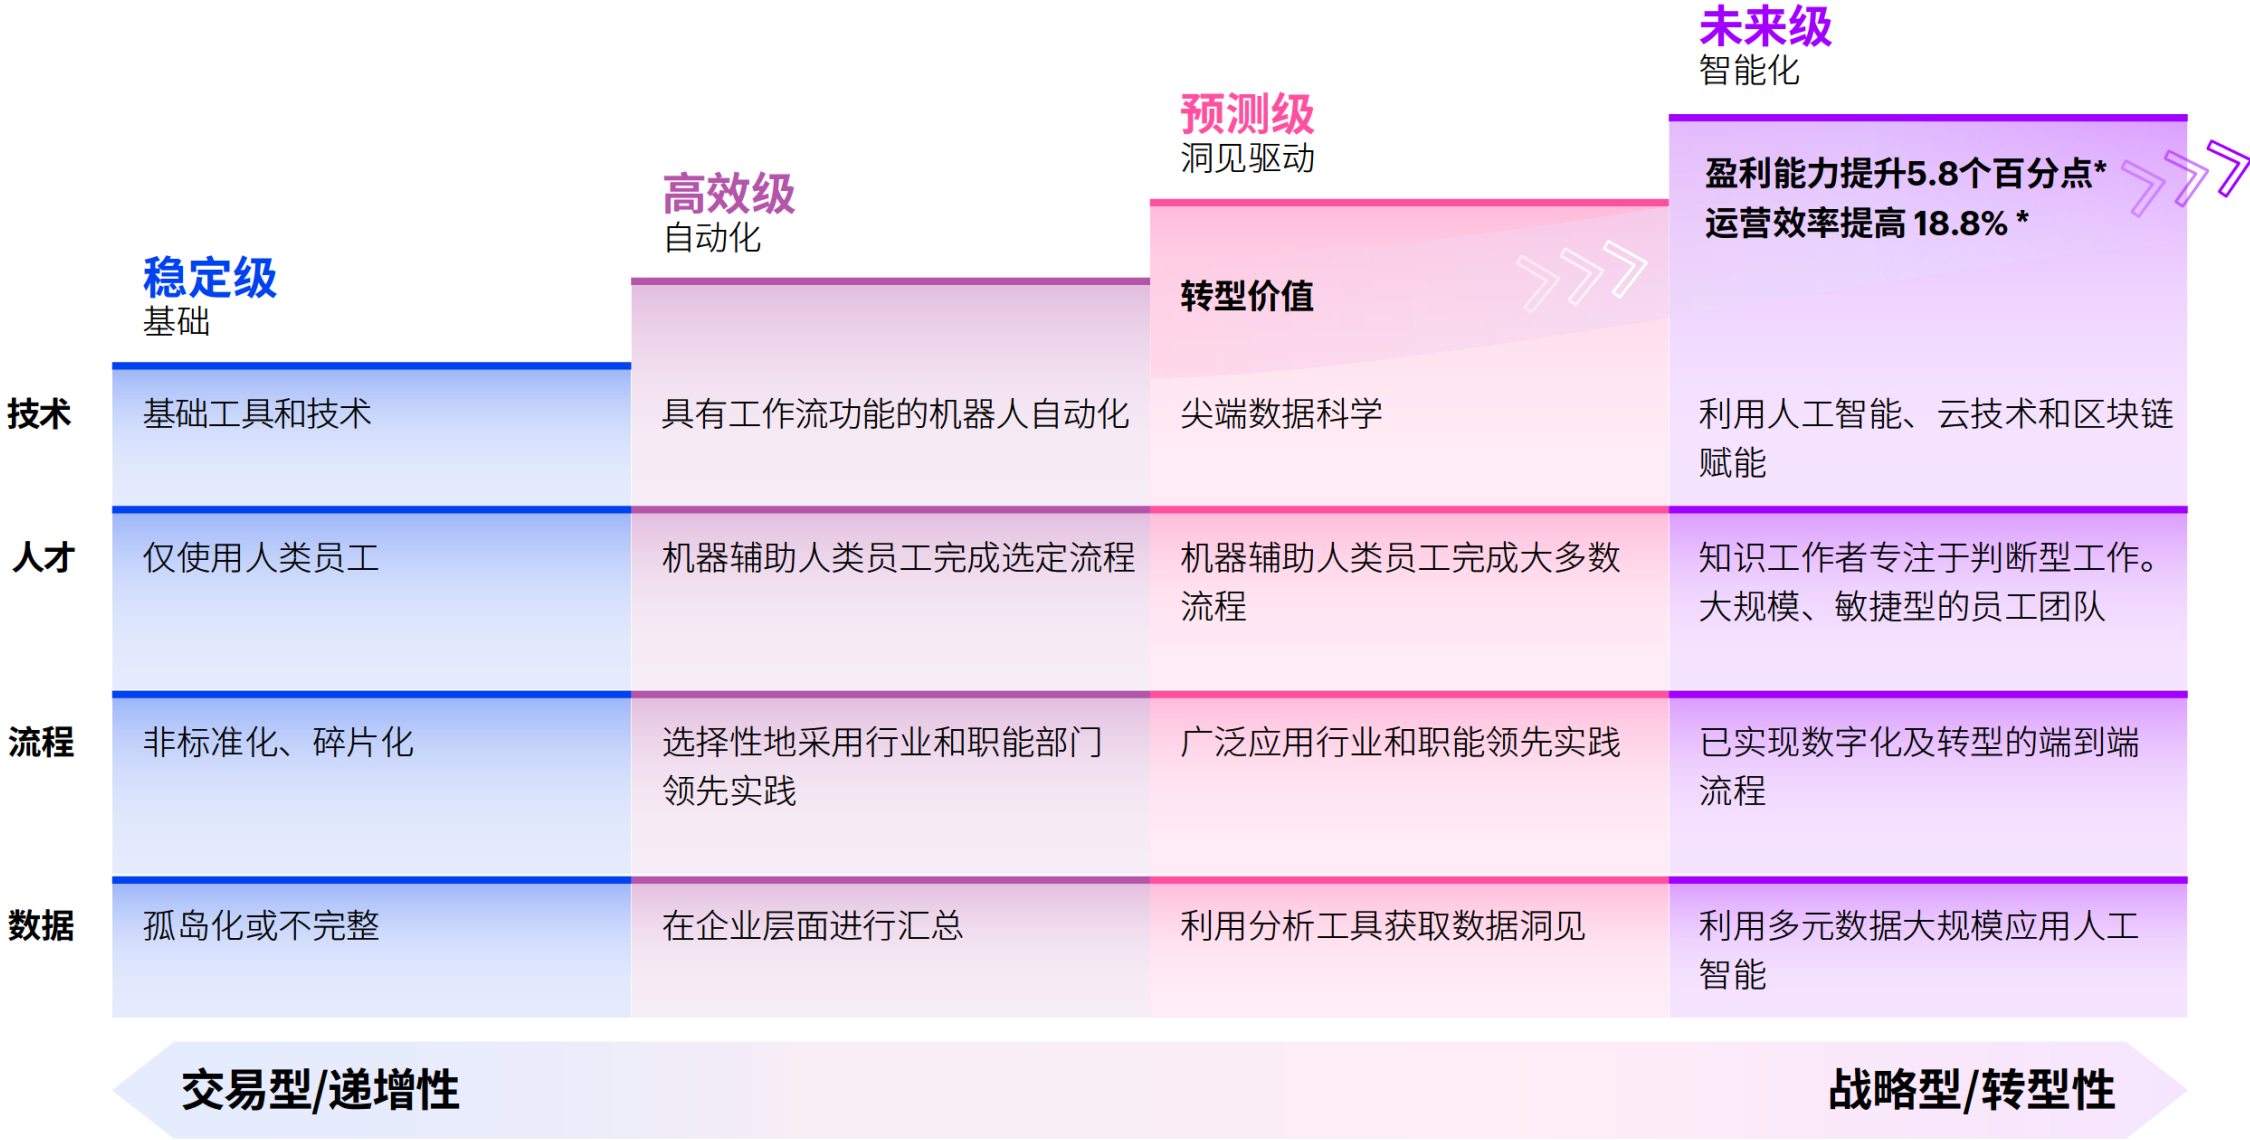 未来级
智能化
预测级
洞见驱动
高效级
自动化
稳定级
基础
盈利能力提升5.8个百分点*
运营效率提高 18.8% *
转型价值
技术
基础工具和技术
具有工作流功能的机器人自动化
尖端数据科学
利用人工智能、云技术和区块链
赋能
人才
仅使用人类员工
机器辅助人类员工完成选定流程
机器辅助人类员工完成大多数
流程
知识工作者专注于判断型工作。
大规模、敏捷型的员工团队
流程
非标准化、碎片化
选择性地采用行业和职能部门
领先实践
广泛应用行业和职能领先实践
已实现数字化及转型的端到端
流程
数据
孤岛化或不完整
在企业层面进行汇总
利用分析工具获取数据洞见
利用多元数据大规模应用人工
智能
交易型/递增性
战略型/转型性